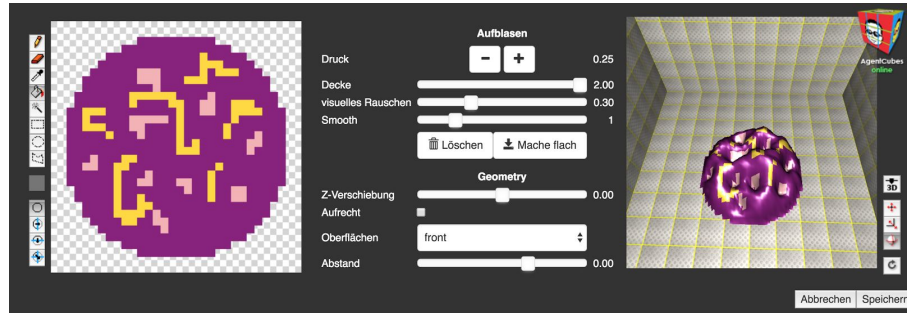 Aufblasen
Druck - + 0.25
Decke 2.00
visuelles Rauschen 0.30
Smooth 1
Löschen Mache flach
Geometry
Z-Verschiebung 0.00
Aufrecht
Oberflächen front
Abstand 0.00
AgentCubes
online
3D
Abbrechen Speichern